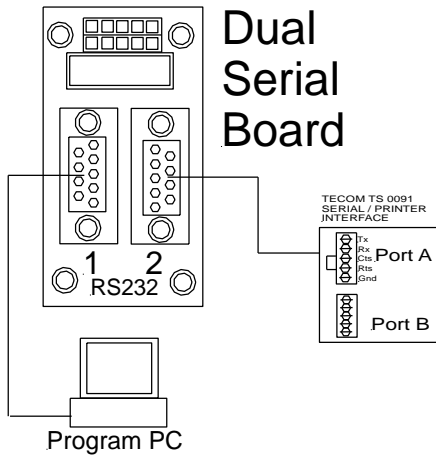 Dual
Serial
Board
1 2
RS232
TECOM TS 0091
SERIAL / PRINTER
INTERFACE
Tx
Rx
Cts
Rts
Gnd
Port A
Port B
Program PC